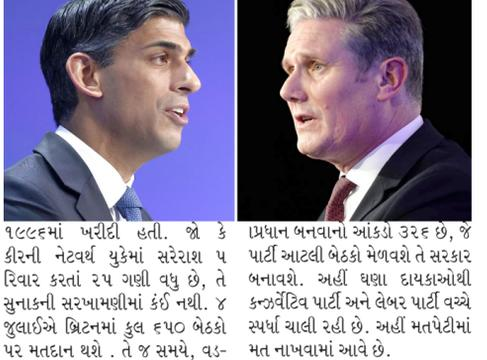 ૧૯૯૬માં ખરીદી હતી. જો કે
કીરની નેટવર્થ યુકેમાં સરેરાશ પ
રિવાર કરતાં ૨૫ ગણી વધુ છે, તે
સુનાકની સરખામણીમાં કંઈ નથી. ૪
જુલાઈએ બ્રિટનમાં કુલ ૬૫૦ બેઠકો
પર મતદાન થશે . તે જ સમયે, વડ-
પ્રધાન બનવાનો આંકડો ૩૨૬ છે, જે
પાર્ટી આટલી બેઠકો મેળવશે તે સરકાર
બનાવશે. અહીં ઘણા દાયકાઓથી
કન્ઝર્વેટિવ પાર્ટી અને લેબર પાર્ટી વચ્ચે
સ્પર્ધા ચાલી રહી છે. અહીં મતપેટીમાં
મત નાખવામાં આવે છે.